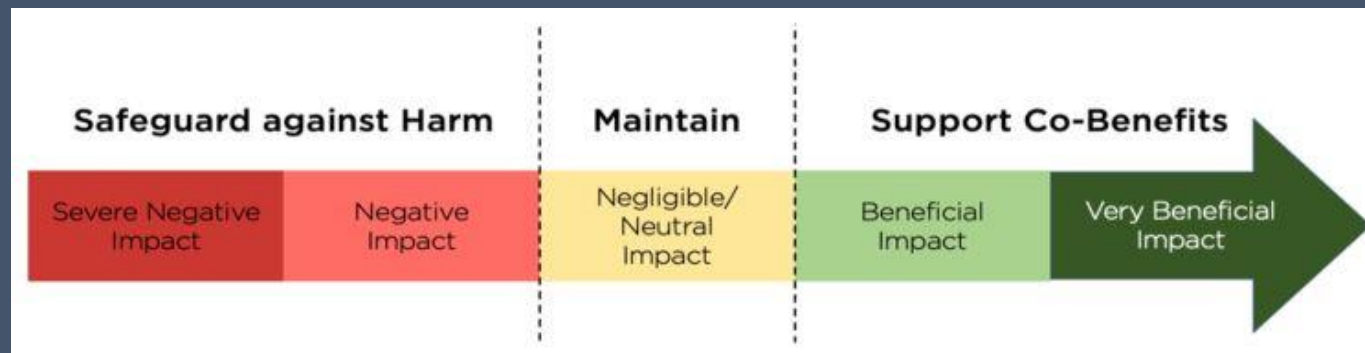 Safeguard against Harm
Maintain
Support Co-Benefits
Severe Negative
Impact
Negative
Impact
Negligible/
Neutral
Impact
Beneficial
Impact
Very Beneficial
Impact